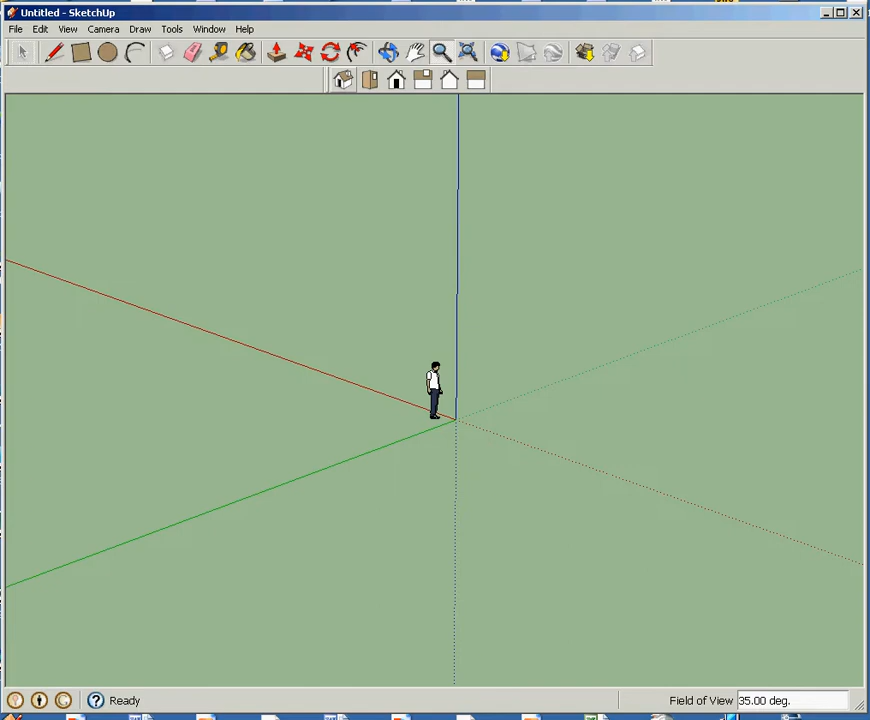 Untitled - SketchUp
File Edit View Camera Draw Tools Window Help
Ready Field of View 35.00 deg.